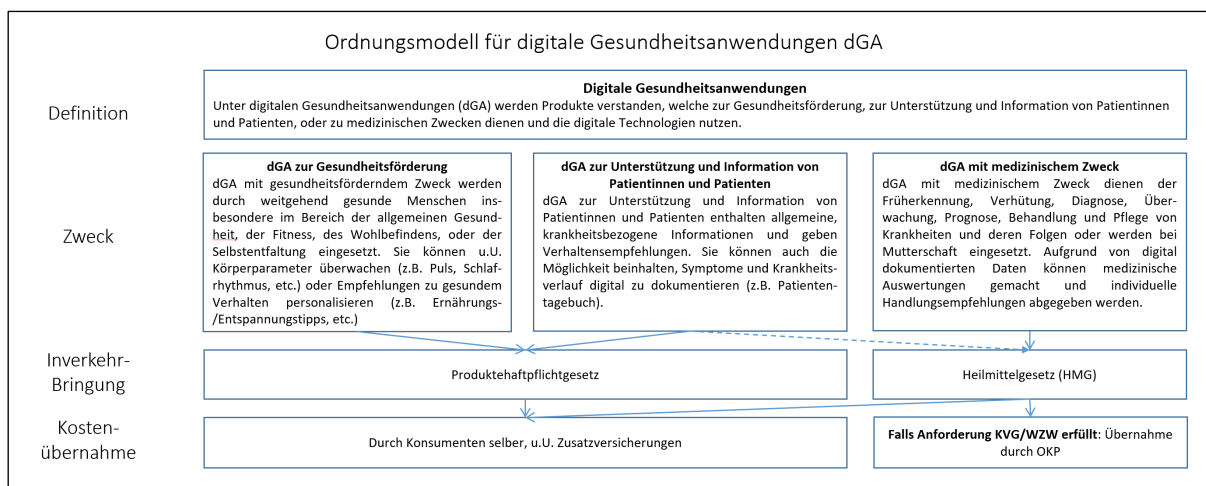 Ordnungsmodell für digitale Gesundheitsanwendungen dGA
Definition
Digitale Gesundheitsanwendungen
Unter digitalen Gesundheitsanwendungen (dGA) werden Produkte verstanden, welche zur Gesundheitsförderung, zur Unterstützung und Information von Patientinnen
und Patienten, oder zu medizinischen Zwecken dienen und die digitale Technologien nutzen.
Zweck
dGA zur Gesundheitsförderung
dGA mit gesundheitsförderndem Zweck werden
durch weitgehend gesunde Menschen ins-
besondere im Bereich der allgemeinen Gesund-
heit, der Fitness, des Wohlbefindens, oder der
Selbstentfaltung eingesetzt. Sie können u.U.
Körperparameter überwachen (z.B. Puls, Schlaf-
rhythmus, etc.) oder Empfehlungen zu gesundem
Verhalten personalisieren (z.B. Ernährungs-
/Entspannungstipps, etc.)
dGA zur Unterstützung und Information von
Patientinnen und Patienten
dGA zur Unterstützung und Information von
Patientinnen und Patienten enthalten allgemeine,
krankheitsbezogene Informationen und geben
Verhaltensempfehlungen. Sie können auch die
Möglichkeit beinhalten, Symptome und Krankheits-
verlauf digital zu dokumentieren (z.B. Patienten-
tagebuch).
dGA mit medizinischem Zweck
dGA mit medizinischem Zweck dienen der
Früherkennung, Verhütung, Diagnose, Über-
wachung, Prognose, Behandlung und Pflege von
Krankheiten und deren Folgen oder werden bei
Mutterschaft eingesetzt. Aufgrund von digital
dokumentierten Daten können medizinische
Auswertungen gemacht und individuelle
Handlungsempfehlungen abgegeben werden.
Inverkehr-
Bringung
Produktehaftpflichtgesetz
Heilmittelgesetz (HMG)
Kosten-
übernahme
Durch Konsumenten selber, u.U. Zusatzversicherungen
Falls Anforderung KVG/WZW erfüllt: Übernahme
durch OKP